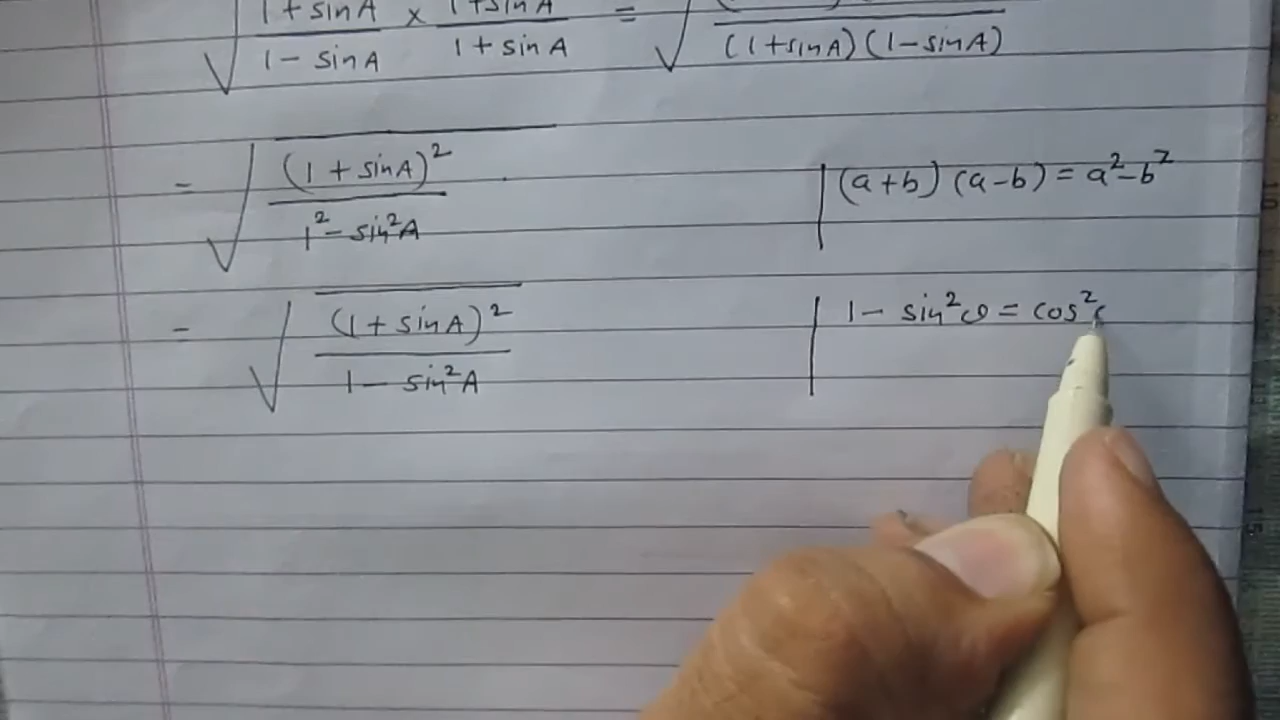 √ 1 + sinA / 1 - sinA × 1 + sinA / 1 + sinA = √ / (1+sinA) (1-sinA)
= √ (1 + sinA)² / 1² - sin²A
(a+b) (a-b) = a² - b²
= √ (1 + sinA)² / 1 - sin²A
1 - sin²θ = cos²